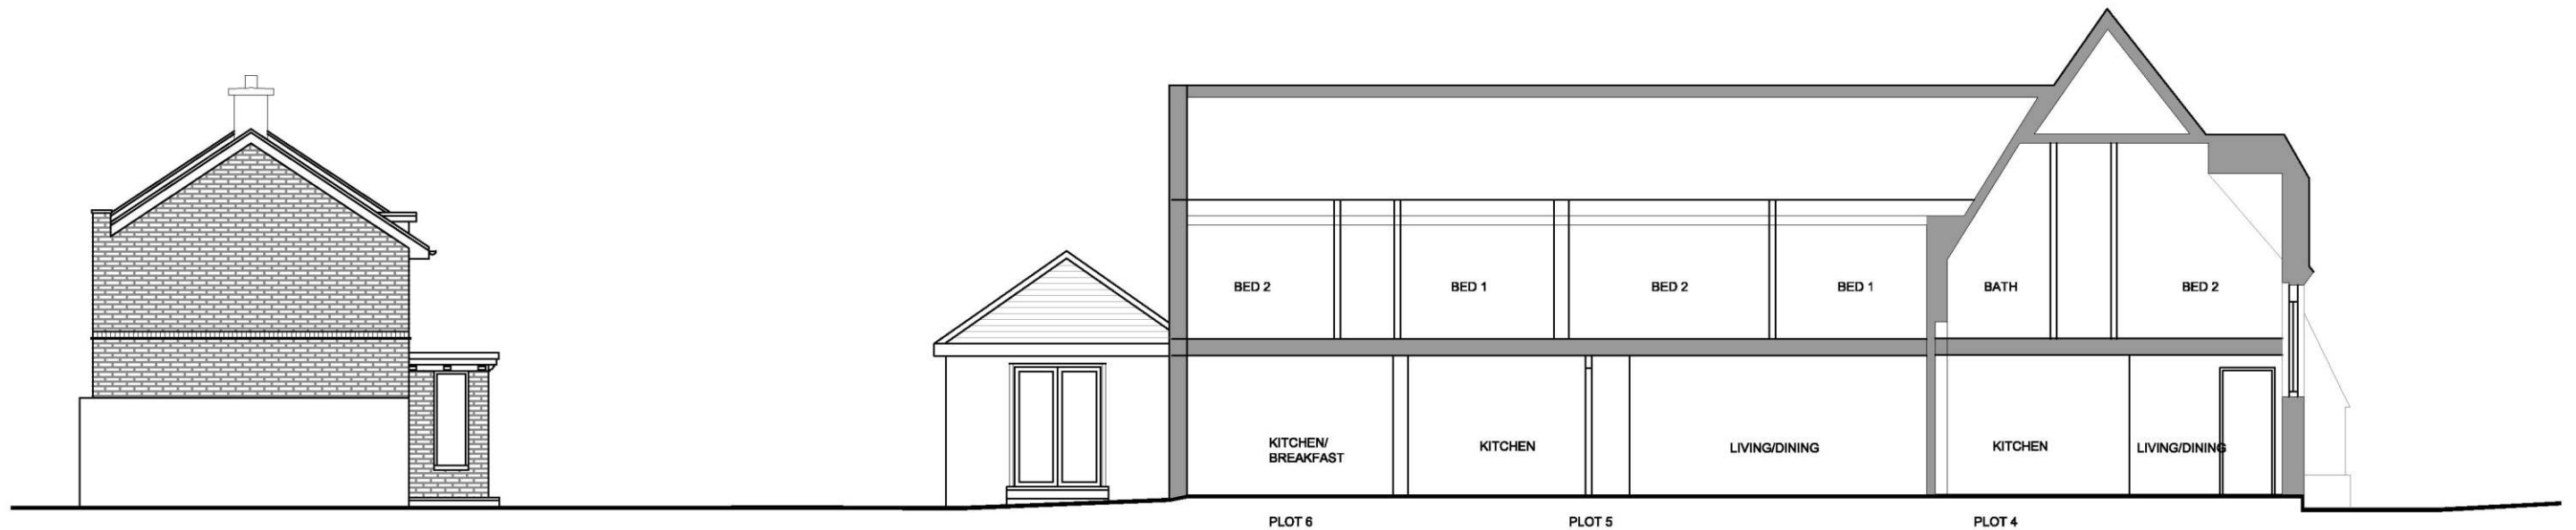 BED 2
BED 1
BED 2
BED 1
BATH
BED 2
KITCHEN/
BREAKFAST
KITCHEN
LIVING/DINING
KITCHEN
LIVING/DINING
PLOT 6
PLOT 5
PLOT 4